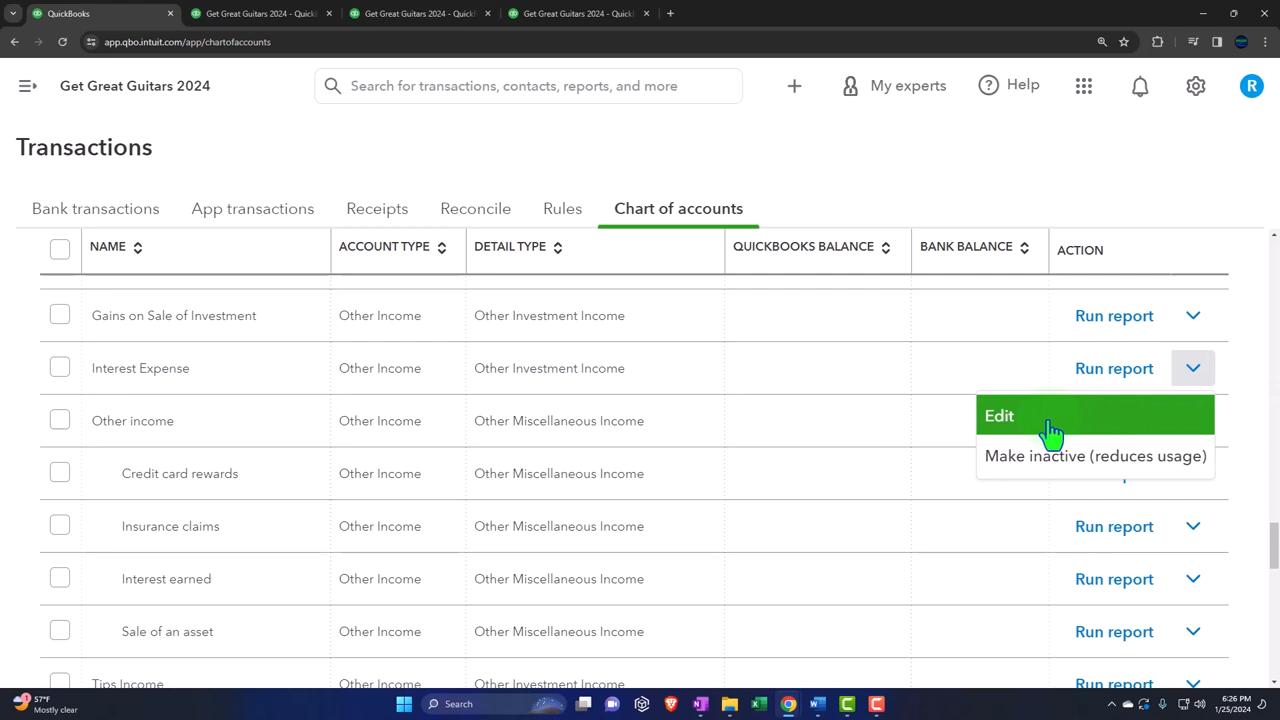 QuickBooks
Get Great Guitars 2024 - Quick
Get Great Guitars 2024 - QuickB
Get Great Guitars 2024 - QuickB
app.qbo.intuit.com/app/chartofaccounts
Get Great Guitars 2024
Search for transactions, contacts, reports, and more
My experts
Help
R
Transactions
Bank transactions
App transactions
Receipts
Reconcile
Rules
Chart of accounts
NAME
ACCOUNT TYPE
DETAIL TYPE
QUICKBOOKS BALANCE
BANK BALANCE
ACTION
Gains on Sale of Investment
Other Income
Other Investment Income
Run report
Interest Expense
Other Income
Other Investment Income
Run report
Edit
Make inactive (reduces usage)
Other income
Other Income
Other Miscellaneous Income
Credit card rewards
Other Income
Other Miscellaneous Income
Insurance claims
Other Income
Other Miscellaneous Income
Run report
Interest earned
Other Income
Other Miscellaneous Income
Run report
Sale of an asset
Other Income
Other Miscellaneous Income
Run report
Tips Income
Other Income
Other Investment Income
Run report
57°F
Mostly clear
Search
6:26 PM
1/25/2024